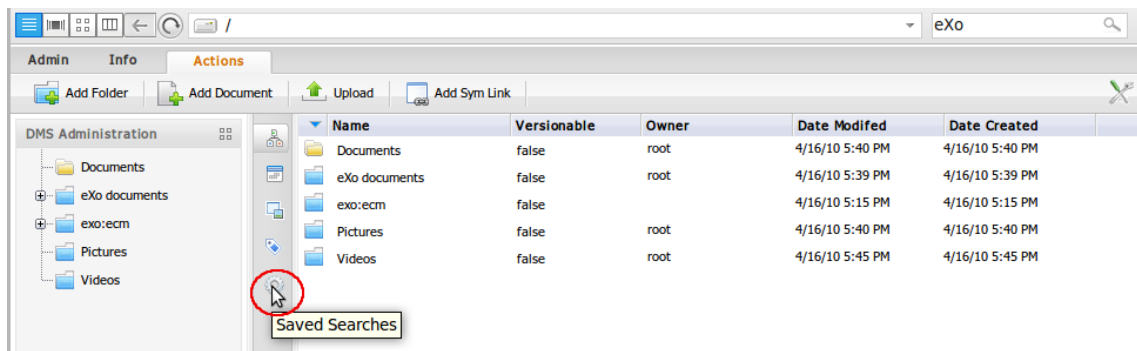 / eXo
Admin Info Actions
Add Folder Add Document Upload Add Sym Link
DMS Administration
Documents
eXo documents
exo:ecm
Pictures
Videos
Name Versionable Owner Date Modifed Date Created
Documents false root 4/16/10 5:40 PM 4/16/10 5:40 PM
eXo documents false root 4/16/10 5:39 PM 4/16/10 5:39 PM
exo:ecm false 4/16/10 5:15 PM 4/16/10 5:15 PM
Pictures false root 4/16/10 5:40 PM 4/16/10 5:40 PM
Videos false root 4/16/10 5:45 PM 4/16/10 5:45 PM
Saved Searches